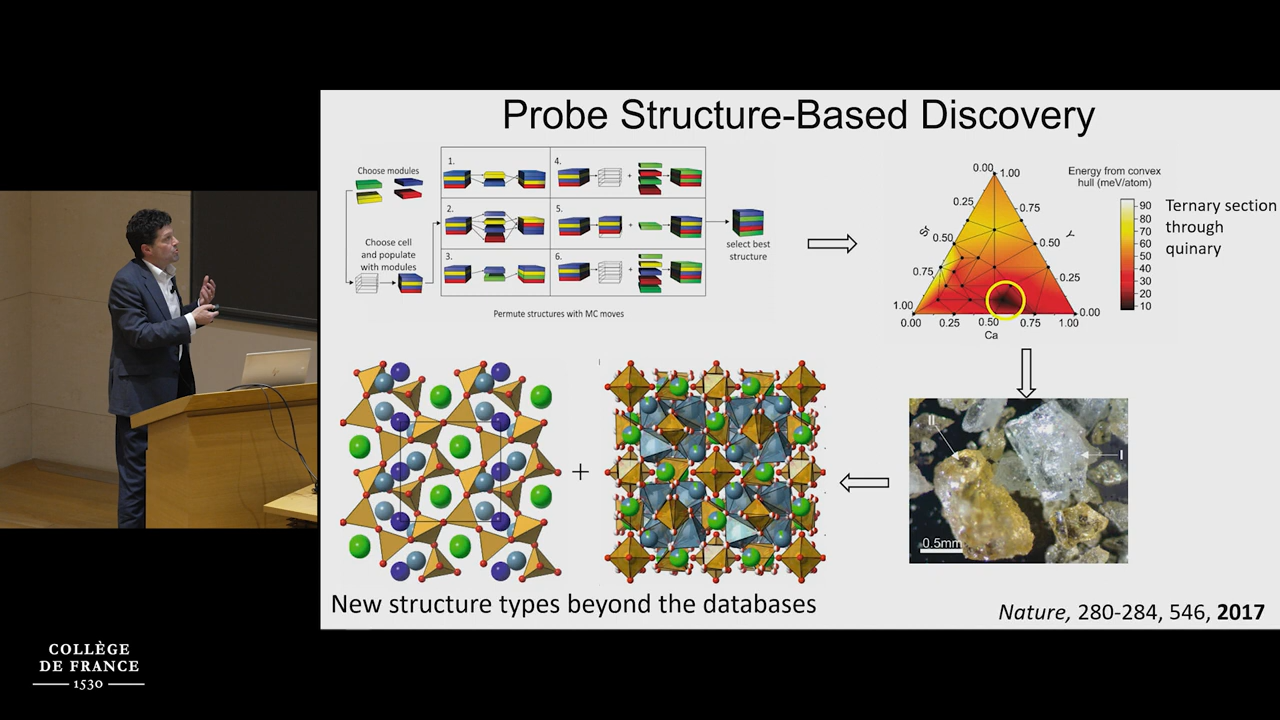 Probe Structure-Based Discovery
Choose modules
Choose cell
and populate
with modules
1.
4.
2.
5.
3.
6.
select best
structure
Permute structures with MC moves
0.00
1.00
0.25
0.75
Sr
0.50
0.50
Y
0.75
0.25
1.00
0.00
0.00
0.25
0.50
0.75
1.00
Ca
Energy from convex
hull (meV/atom)
90
80
70
60
50
40
30
20
10
Ternary section
through
quinary
+
II
I
0.5mm
New structure types beyond the databases
Nature, 280-284, 546, 2017
COLLÈGE
DE FRANCE
1530